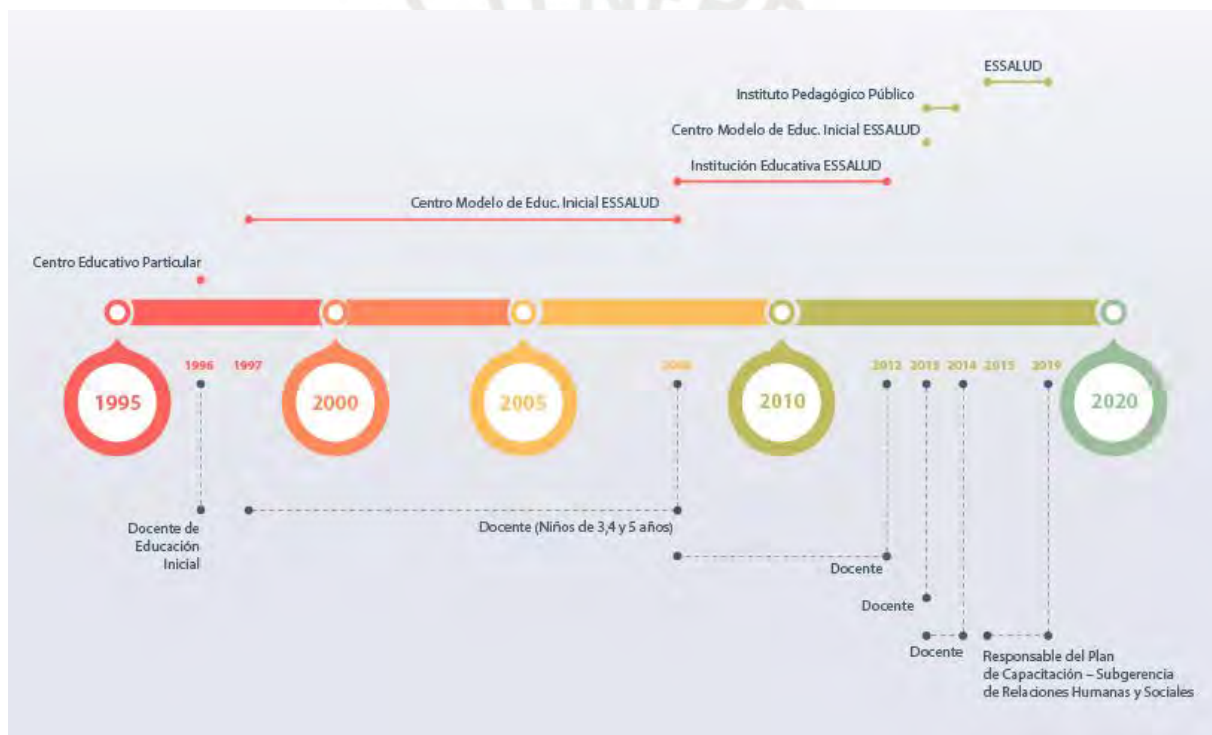 ESSALUD
Instituto Pedagógico Público
Centro Modelo de Educ. Inicial ESSALUD
Institución Educativa ESSALUD
Centro Modelo de Educ. Inicial ESSALUD
Centro Educativo Particular
1996 1997 2012 2013 2014 2015 2019
1995 2000 2005 2010 2020
Docente de
Educación
Inicial
Docente (Niños de 3,4 y 5 años)
Docente
Docente
Docente
Responsable del Plan
de Capacitación – Subgerencia
de Relaciones Humanas y Sociales